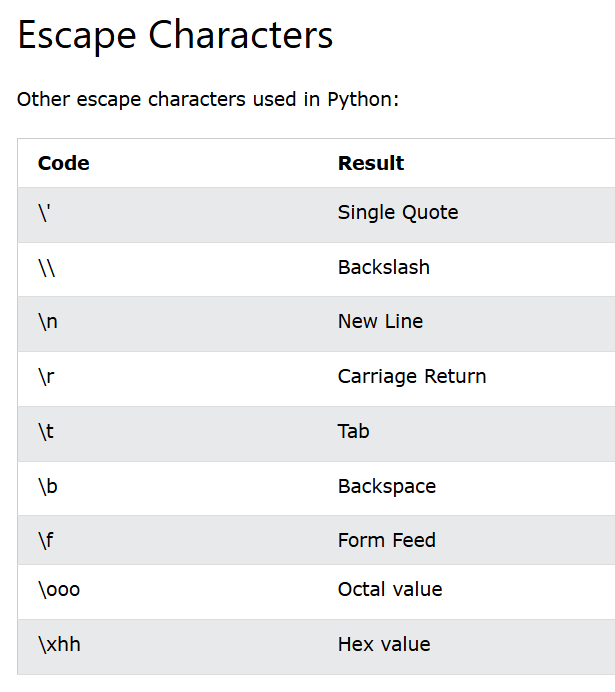 Escape Characters
Other escape characters used in Python:
Code Result
\' Single Quote
\\ Backslash
\n New Line
\r Carriage Return
\t Tab
\b Backspace
\f Form Feed
\ooo Octal value
\xhh Hex value